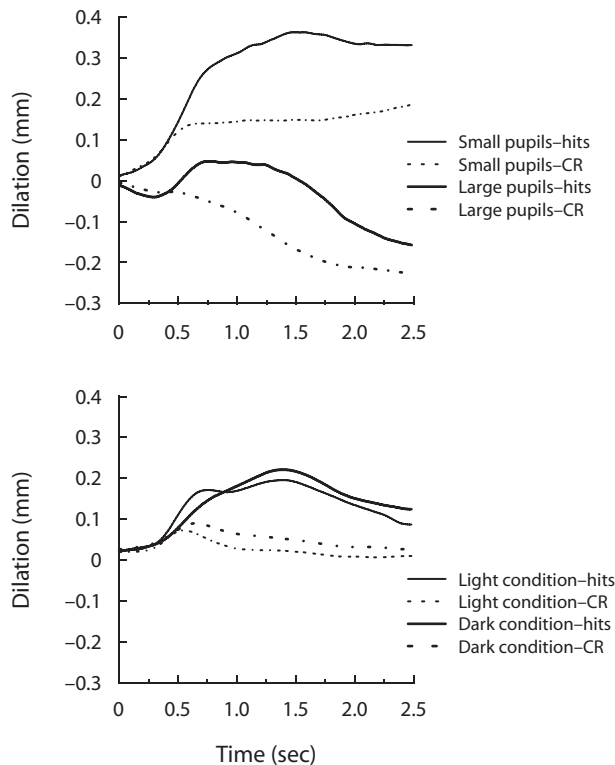 0.4
0.3
0.2
0.1
0
–0.1
–0.2
–0.3
Dilation (mm)
0 0.5 1.0 1.5 2.0 2.5
Small pupils–hits
Small pupils–CR
Large pupils–hits
Large pupils–CR
0.4
0.3
0.2
0.1
0
–0.1
–0.2
–0.3
Dilation (mm)
0 0.5 1.0 1.5 2.0 2.5
Time (sec)
Light condition–hits
Light condition–CR
Dark condition–hits
Dark condition–CR